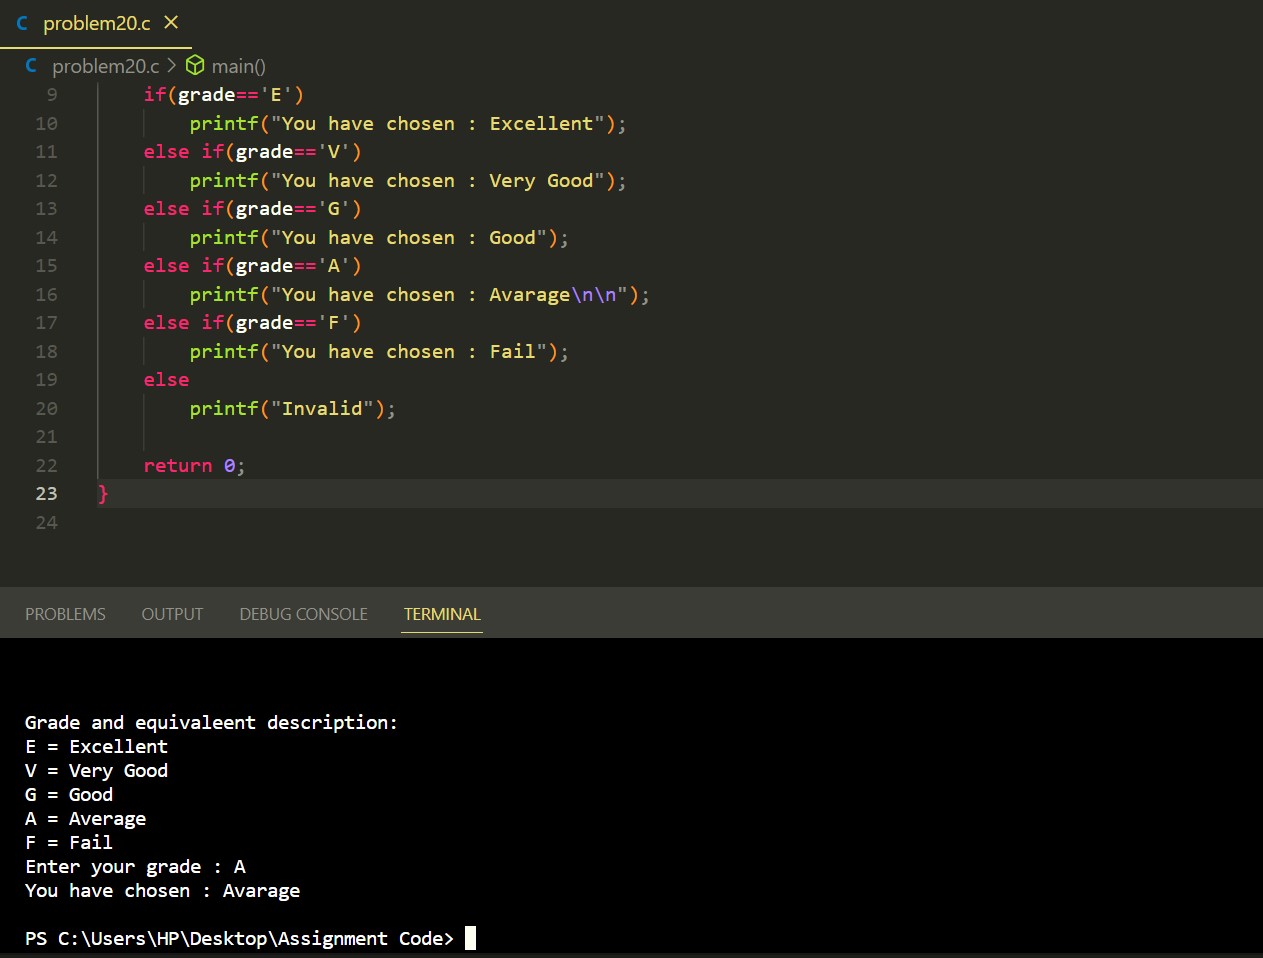 C problem20.c ×
C problem20.c > main()
9 if(grade=='E')
10 printf("You have chosen : Excellent");
11 else if(grade=='V')
12 printf("You have chosen : Very Good");
13 else if(grade=='G')
14 printf("You have chosen : Good");
15 else if(grade=='A')
16 printf("You have chosen : Avarage\n\n");
17 else if(grade=='F')
18 printf("You have chosen : Fail");
19 else
20 printf("Invalid");
21
22 return 0;
23 }
24
PROBLEMS OUTPUT DEBUG CONSOLE TERMINAL
Grade and equivaleent description:
E = Excellent
V = Very Good
G = Good
A = Average
F = Fail
Enter your grade : A
You have chosen : Avarage
PS C:\Users\HP\Desktop\Assignment Code>